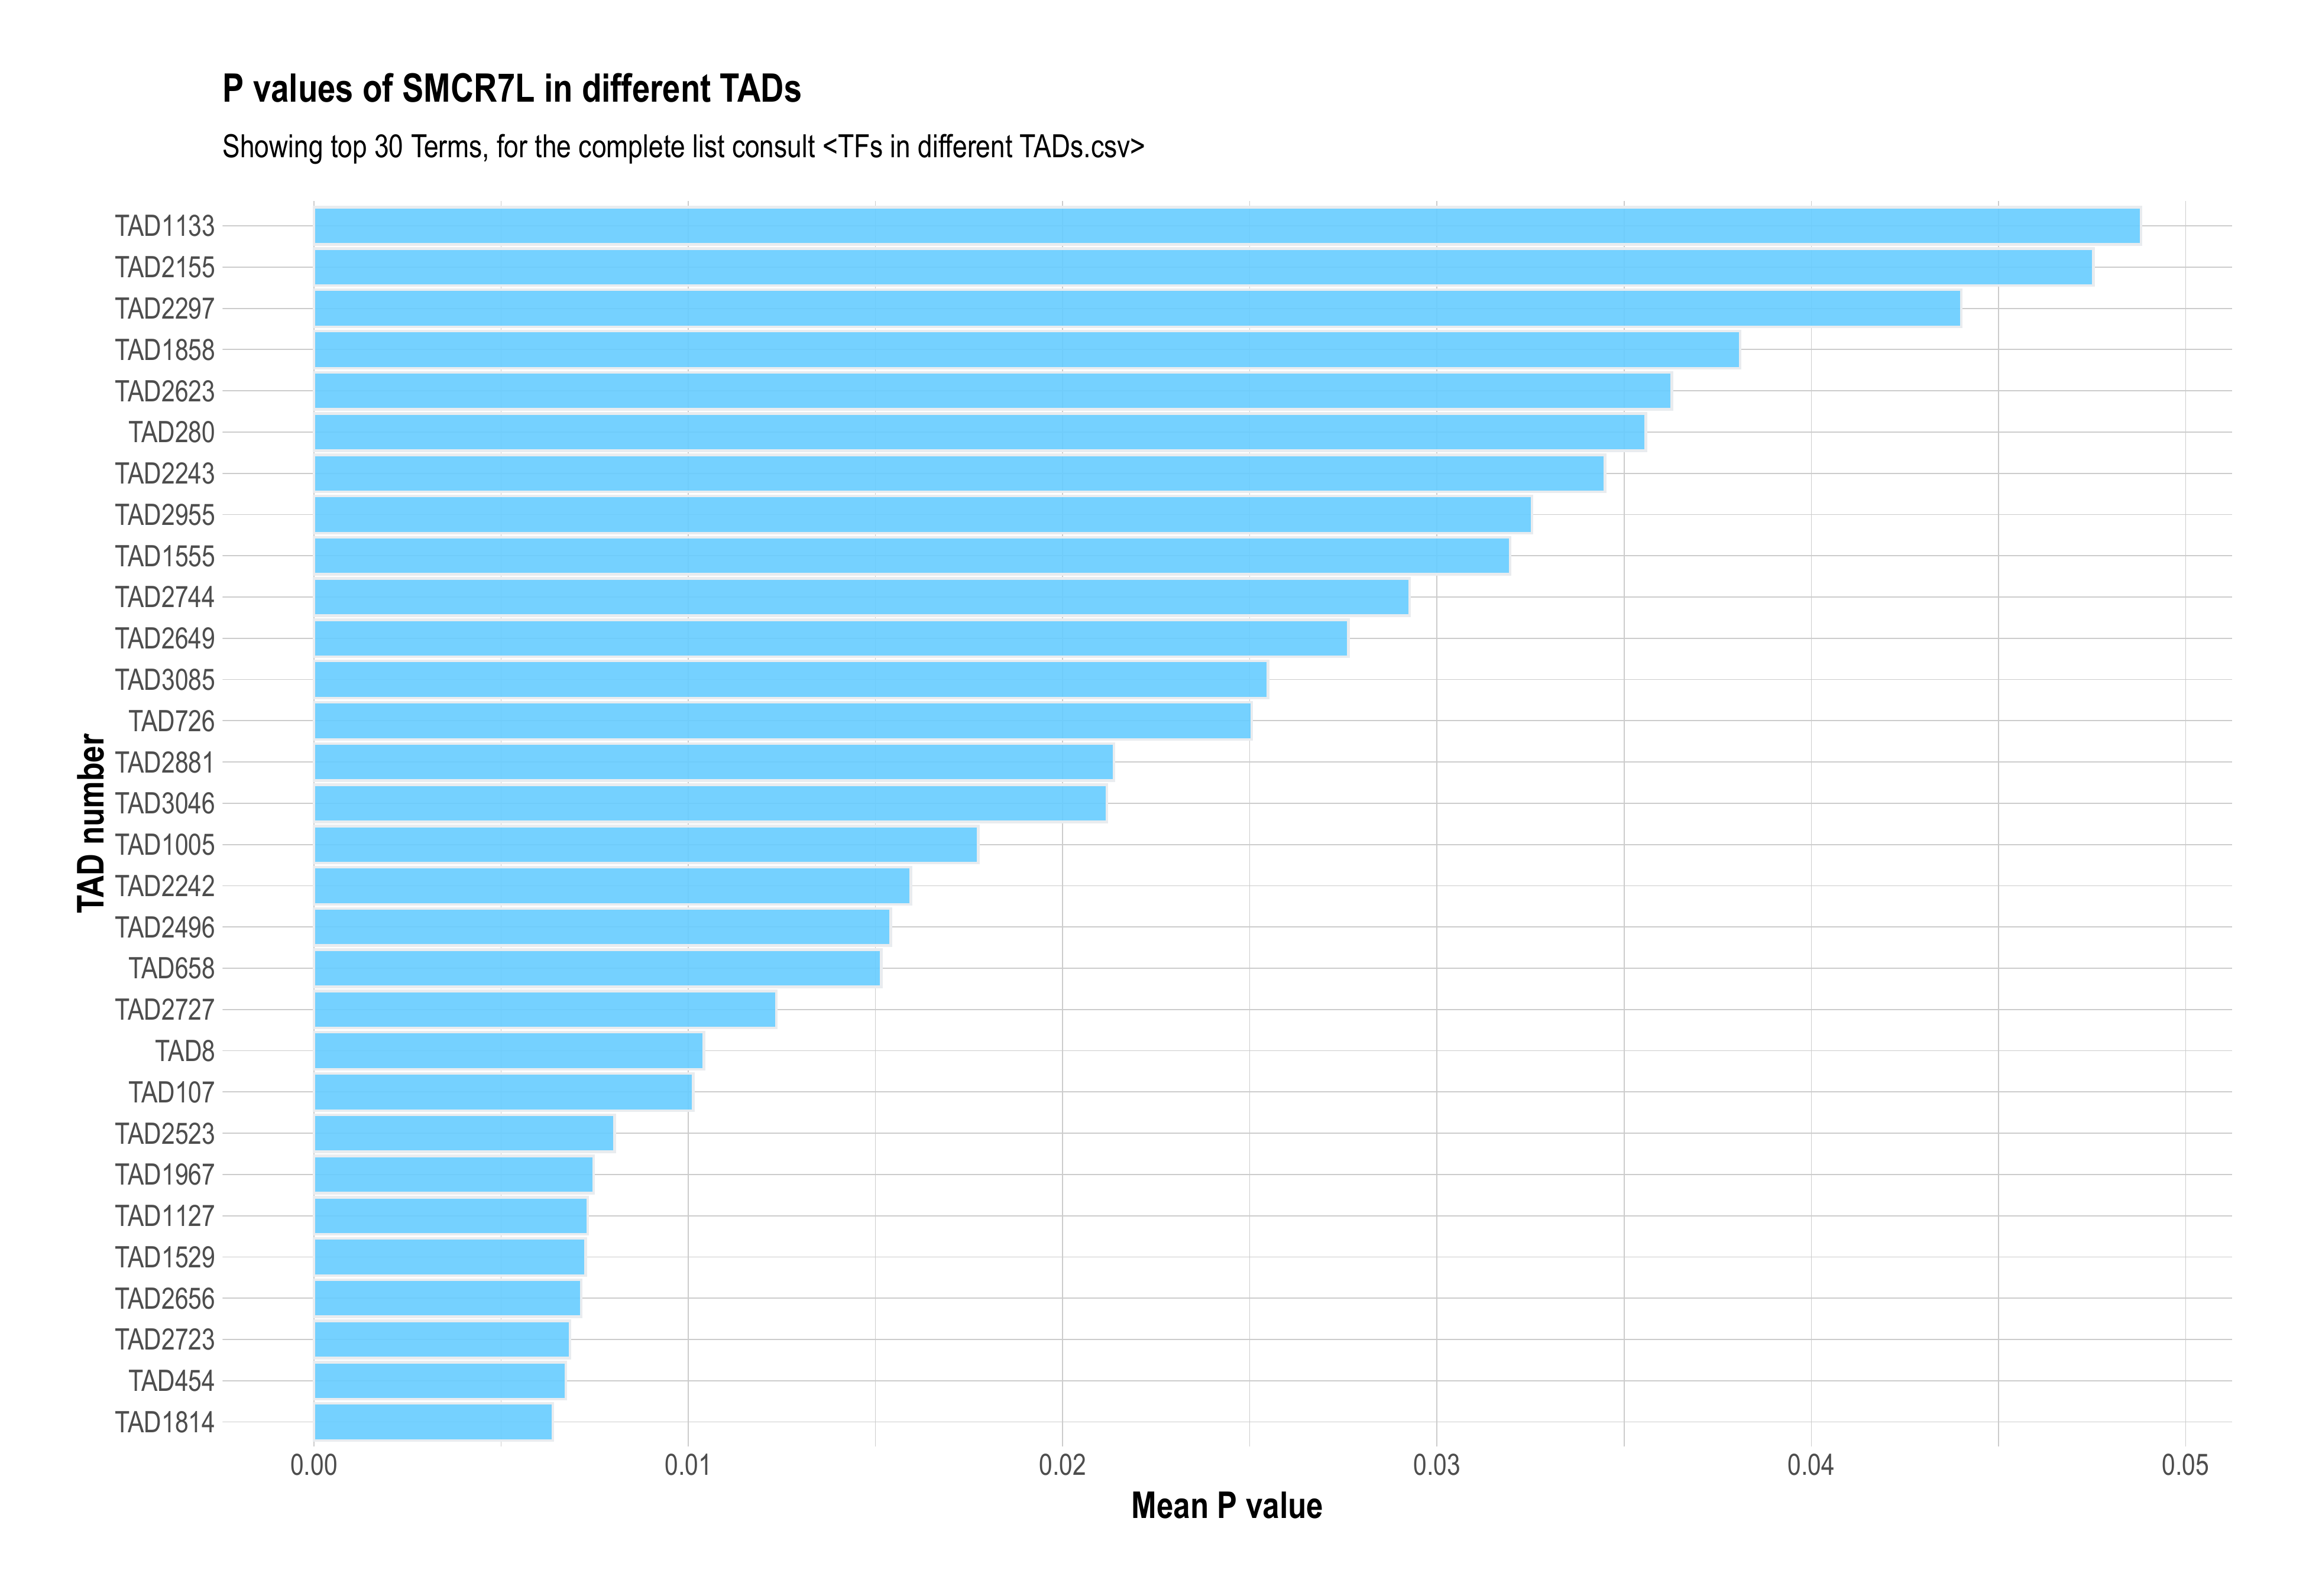 P values of SMCR7L in different TADs
Showing top 30 Terms, for the complete list consult <TFs in different TADs.csv>
TAD number
TAD1133
TAD2155
TAD2297
TAD1858
TAD2623
TAD280
TAD2243
TAD2955
TAD1555
TAD2744
TAD2649
TAD3085
TAD726
TAD2881
TAD3046
TAD1005
TAD2242
TAD2496
TAD658
TAD2727
TAD8
TAD107
TAD2523
TAD1967
TAD1127
TAD1529
TAD2656
TAD2723
TAD454
TAD1814
0.00 0.01 0.02 0.03 0.04 0.05
Mean P value